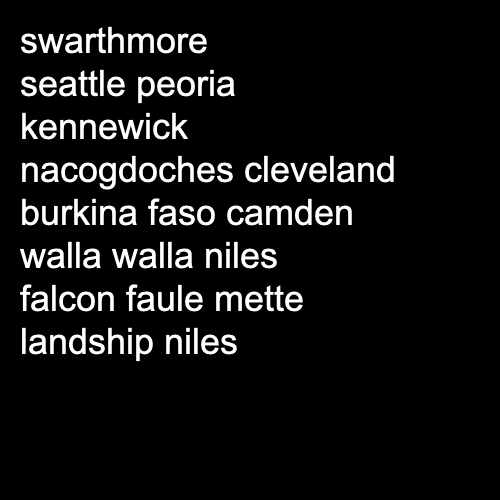 swarthmore
seattle peoria
kennewick
nacogdoches cleveland
burkina faso camden
walla walla niles
falcon faule mette
landship niles